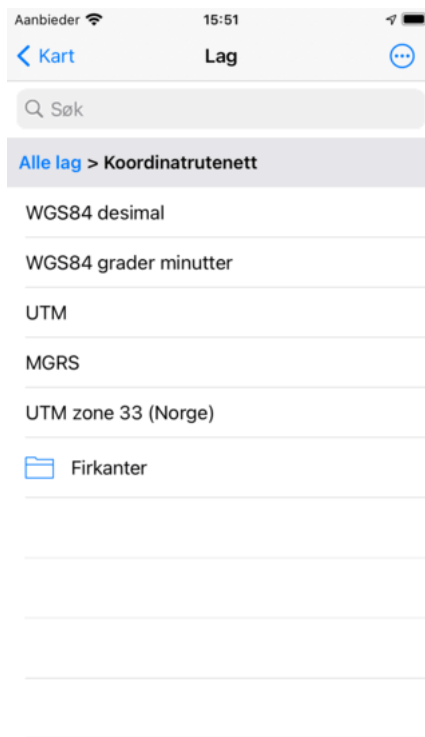 Aanbieder 15:51
Kart Lag
Søk
Alle lag > Koordinatrutenett
WGS84 desimal
WGS84 grader minutter
UTM
MGRS
UTM zone 33 (Norge)
Firkanter